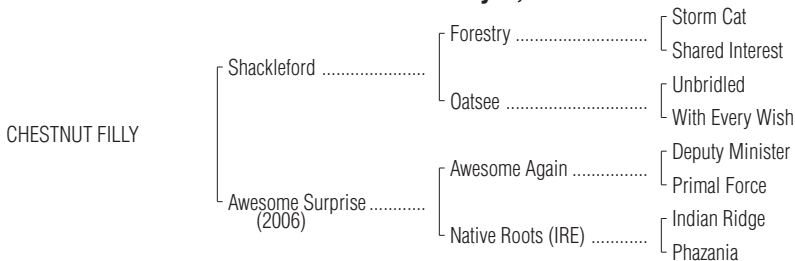 Storm Cat
Forestry ............................
Shared Interest
Shackleford ......................
Unbridled
Oatsee ..............................
With Every Wish
CHESTNUT FILLY
Deputy Minister
Awesome Again ................
Primal Force
Awesome Surprise ............
(2006)
Indian Ridge
Native Roots (IRE) ............
Phazania